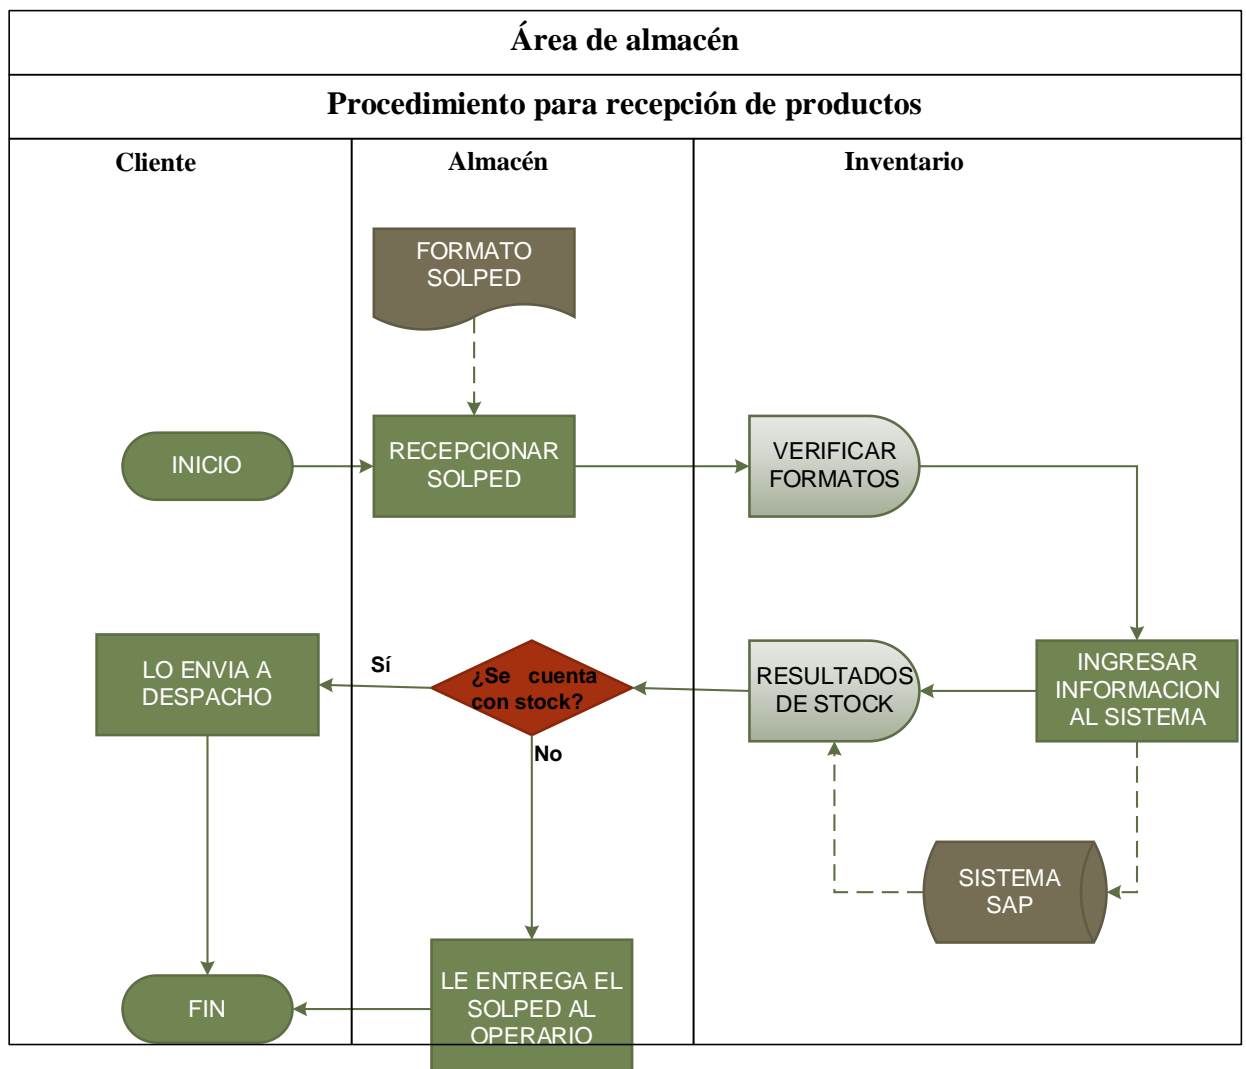 Área de almacén
Procedimiento para recepción de productos
Cliente
Almacén
Inventario
FORMATO
SOLPED
INICIO
RECEPCIONAR
SOLPED
VERIFICAR
FORMATOS
LO ENVIA A
DESPACHO
Sí
¿Se cuenta
con stock?
No
RESULTADOS
DE STOCK
INGRESAR
INFORMACION
AL SISTEMA
SISTEMA
SAP
FIN
LE ENTREGA EL
SOLPED AL
OPERARIO